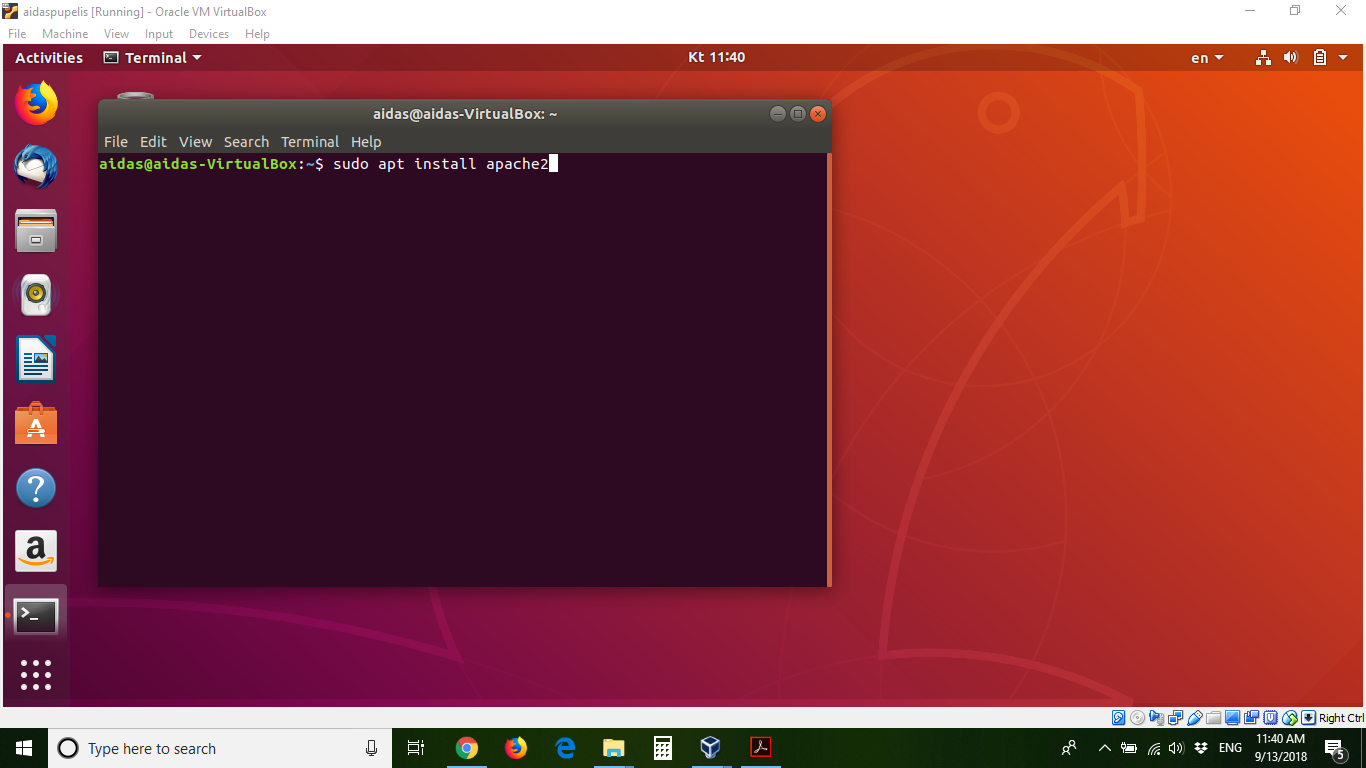 aidaspupelis [Running] - Oracle VM VirtualBox
File Machine View Input Devices Help
Activities Terminal Kt 11:40 en
aidas@aidas-VirtualBox: ~
File Edit View Search Terminal Help
aidas@aidas-VirtualBox:~$ sudo apt install apache2
Right Ctrl
Type here to search
ENG
11:40 AM
9/13/2018
5